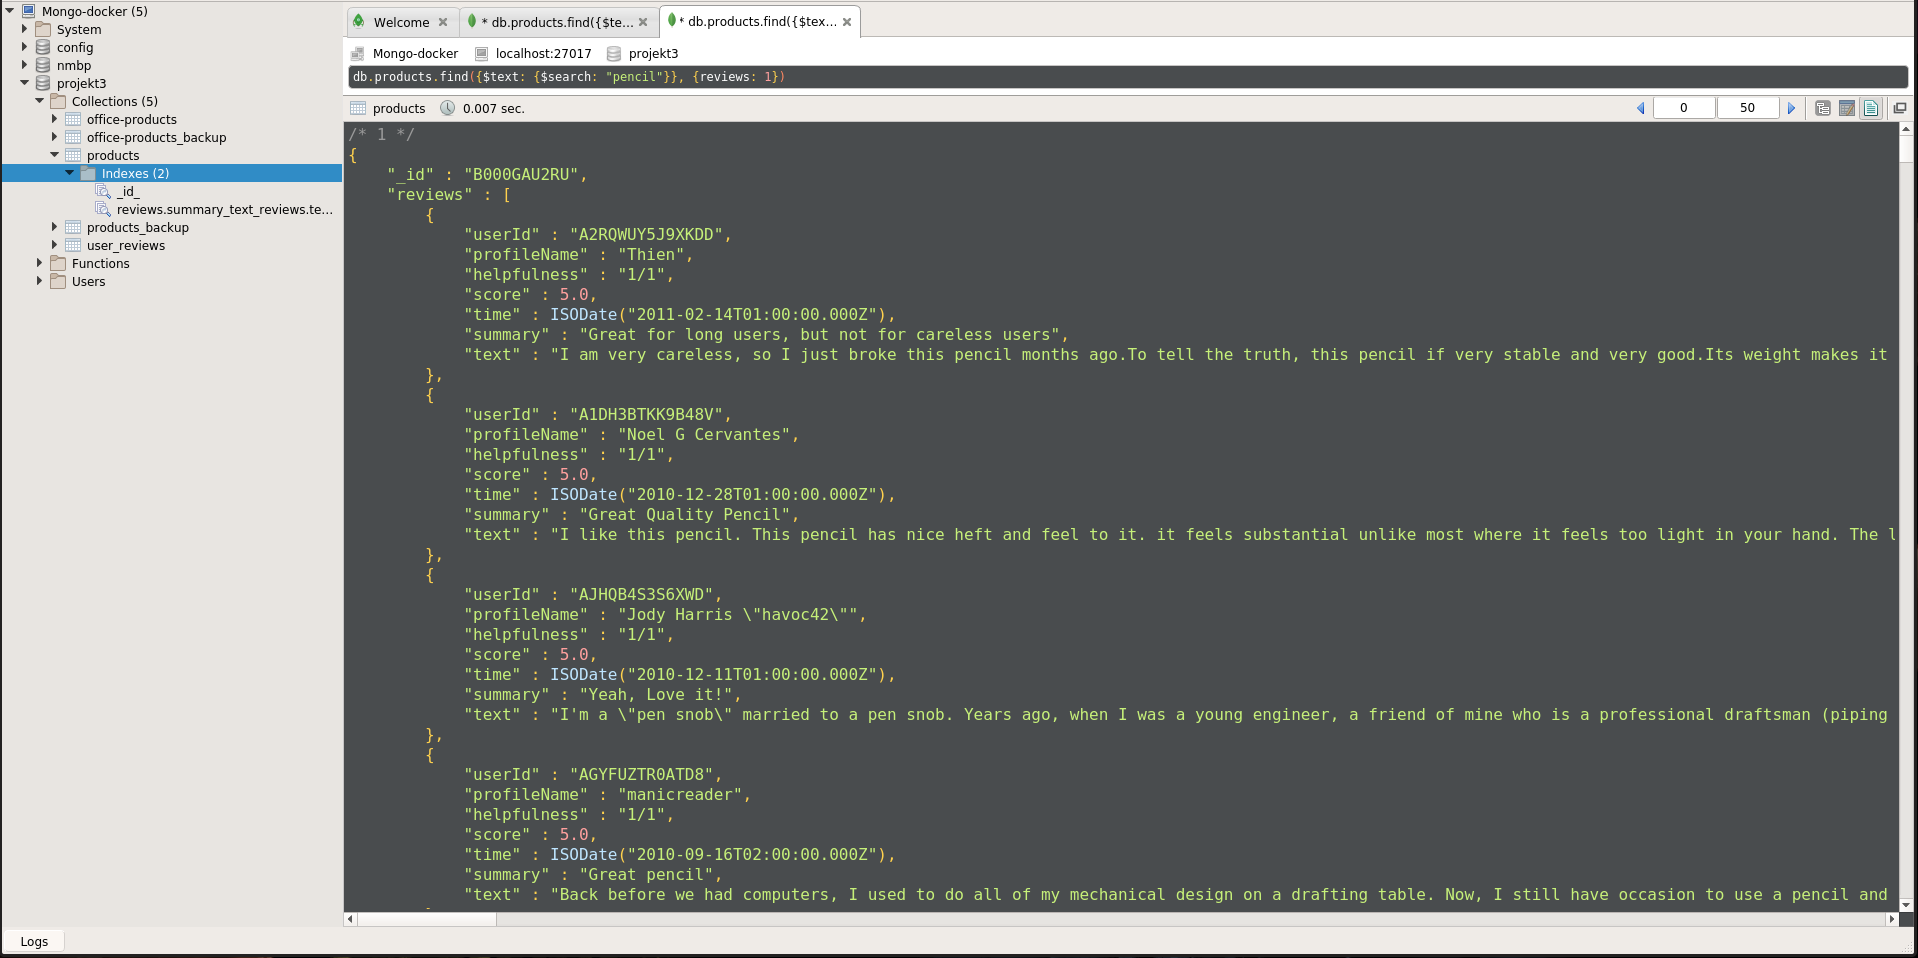 Mongo-docker (5)
System
config
nmbp
projekt3
Collections (5)
office-products
office-products_backup
products
Indexes (2)
_id_
reviews.summary_text_reviews.te...
products_backup
user_reviews
Functions
Users
Welcome
* db.products.find({$te...
* db.products.find({$tex...
Mongo-docker localhost:27017 projekt3
db.products.find({$text: {$search: "pencil"}}, {reviews: 1})
products 0.007 sec. 0 50
/* 1 */
{
"_id" : "B000GAU2RU",
"reviews" : [
{
"userId" : "A2RQWUY5J9XKDD",
"profileName" : "Thien",
"helpfulness" : "1/1",
"score" : 5.0,
"time" : ISODate("2011-02-14T01:00:00.000Z"),
"summary" : "Great for long users, but not for careless users",
"text" : "I am very careless, so I just broke this pencil months ago.To tell the truth, this pencil if very stable and very good.Its weight makes it
},
{
"userId" : "A1DH3BTKK9B48V",
"profileName" : "Noel G Cervantes",
"helpfulness" : "1/1",
"score" : 5.0,
"time" : ISODate("2010-12-28T01:00:00.000Z"),
"summary" : "Great Quality Pencil",
"text" : "I like this pencil. This pencil has nice heft and feel to it. it feels substantial unlike most where it feels too light in your hand. The l
},
{
"userId" : "AJHQB4S3S6XWD",
"profileName" : "Jody Harris \"havoc42\"",
"helpfulness" : "1/1",
"score" : 5.0,
"time" : ISODate("2010-12-11T01:00:00.000Z"),
"summary" : "Yeah, Love it!",
"text" : "I'm a \"pen snob\" married to a pen snob. Years ago, when I was a young engineer, a friend of mine who is a professional draftsman (piping
},
{
"userId" : "AGYFUZTR0ATD8",
"profileName" : "manicreader",
"helpfulness" : "1/1",
"score" : 5.0,
"time" : ISODate("2010-09-16T02:00:00.000Z"),
"summary" : "Great pencil",
"text" : "Back before we had computers, I used to do all of my mechanical design on a drafting table. Now, I still have occasion to use a pencil and
Logs